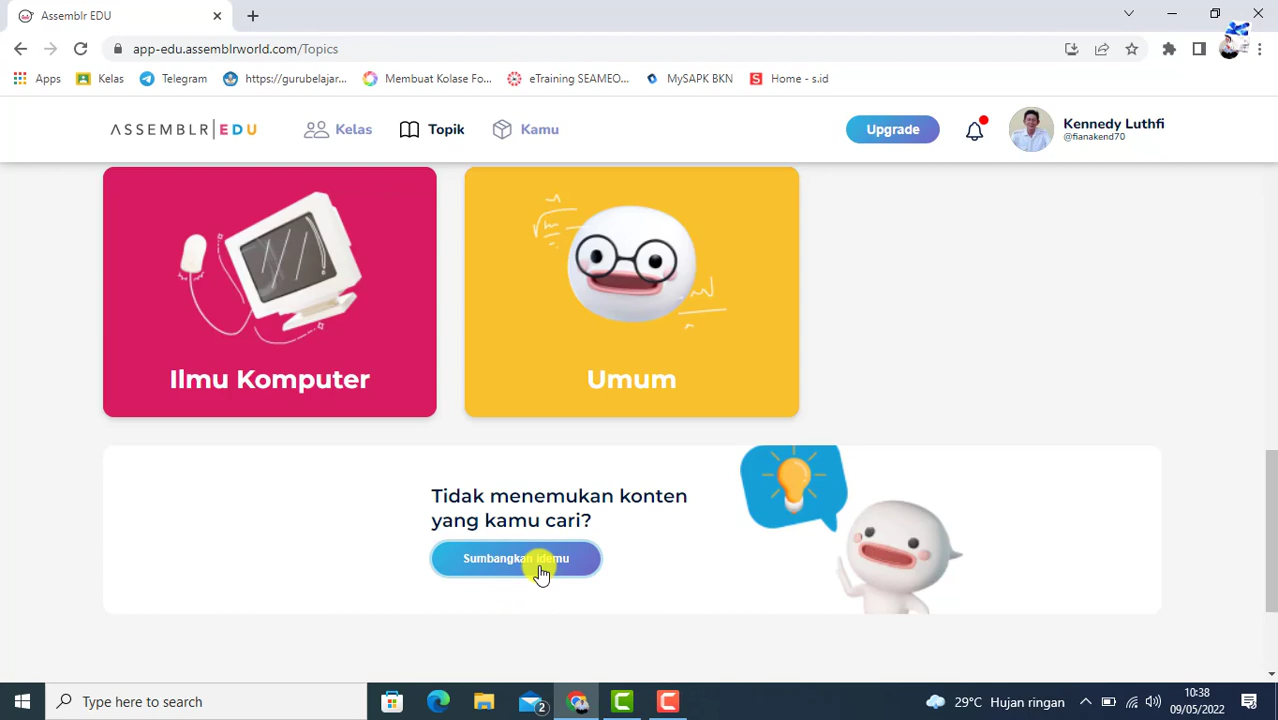 Assemblr EDU
app-edu.assemblrworld.com/Topics
Apps Kelas Telegram https://gurubelajar... Membuat Kolase Fo... eTraining SEAMEO... MySAPK BKN Home - s.id
ASSEMBLR EDU Kelas Topik Kamu Upgrade Kennedy Luthfi
@fianakend70
Ilmu Komputer Umum
Tidak menemukan konten
yang kamu cari?
Sumbangkan idemu
Type here to search 2 29°C Hujan ringan 10:38
09/05/2022